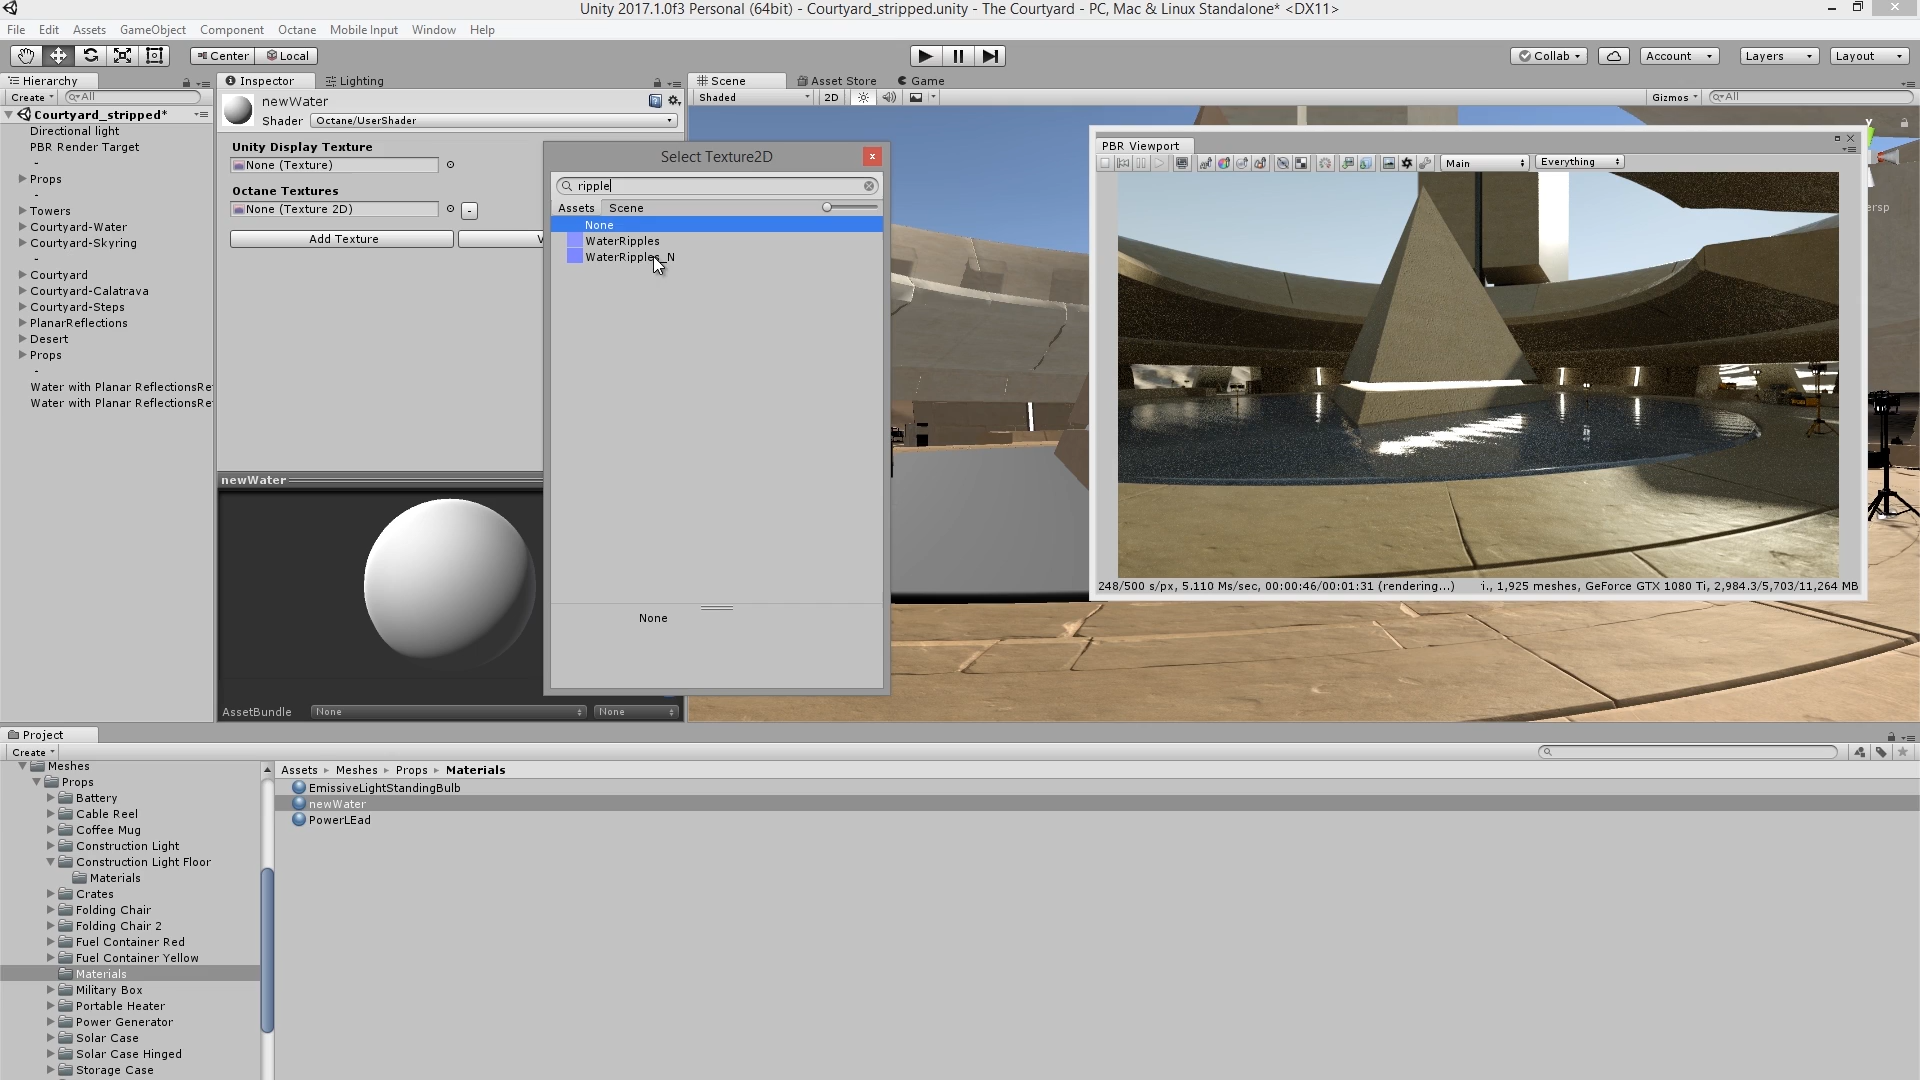 Unity 2017.1.0f3 Personal (64bit) - Courtyard_stripped.unity - The Courtyard - PC, Mac & Linux Standalone* <DX11>
File Edit Assets GameObject Component Octane Mobile Input Window Help
Center Local Collab Account Layers Layout
Hierarchy
Create All
Courtyard_stripped*
Directional light
PBR Render Target
-
Props
-
Towers
Courtyard-Water
Courtyard-Skyring
-
Courtyard
Courtyard-Calatrava
Courtyard-Steps
PlanarReflections
Desert
Props
-
Water with Planar ReflectionsRe
Water with Planar ReflectionsRe
Inspector Lighting
newWater
Shader Octane/UserShader
Unity Display Texture
None (Texture)
Octane Textures
None (Texture 2D) -
Add Texture V
newWater
AssetBundle None None
Select Texture2D x
ripple
Assets Scene
None
WaterRipples
WaterRipples_N
None
Scene Asset Store Game
Shaded 2D Gizmos All
y
ersp
PBR Viewport
Main Everything
248/500 s/px, 5.110 Ms/sec, 00:00:46/00:01:31 (rendering...) 1,925 meshes, GeForce GTX 1080 Ti, 2,984.3/5,703/11,264 MB
Project
Create
Meshes
Props
Battery
Cable Reel
Coffee Mug
Construction Light
Construction Light Floor
Materials
Crates
Folding Chair
Folding Chair 2
Fuel Container Red
Fuel Container Yellow
Materials
Military Box
Portable Heater
Power Generator
Solar Case
Solar Case Hinged
Storage Case
Assets Meshes Props Materials
EmissiveLightStandingBulb
newWater
PowerLEad